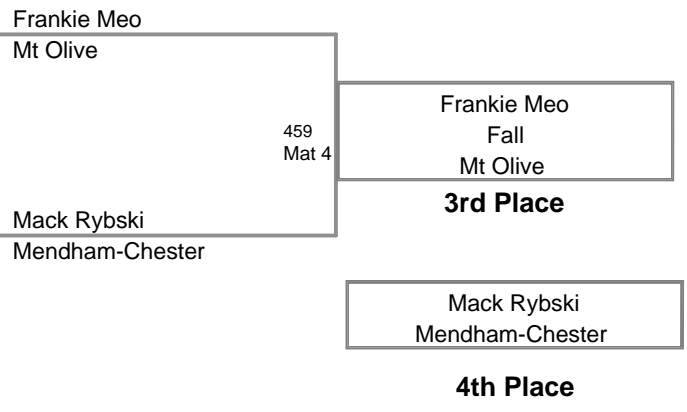 Frankie Meo
Mt Olive
Frankie Meo
Fall
Mt Olive
459
Mat 4
3rd Place
Mack Rybski
Mendham-Chester
Mack Rybski
Mendham-Chester
4th Place